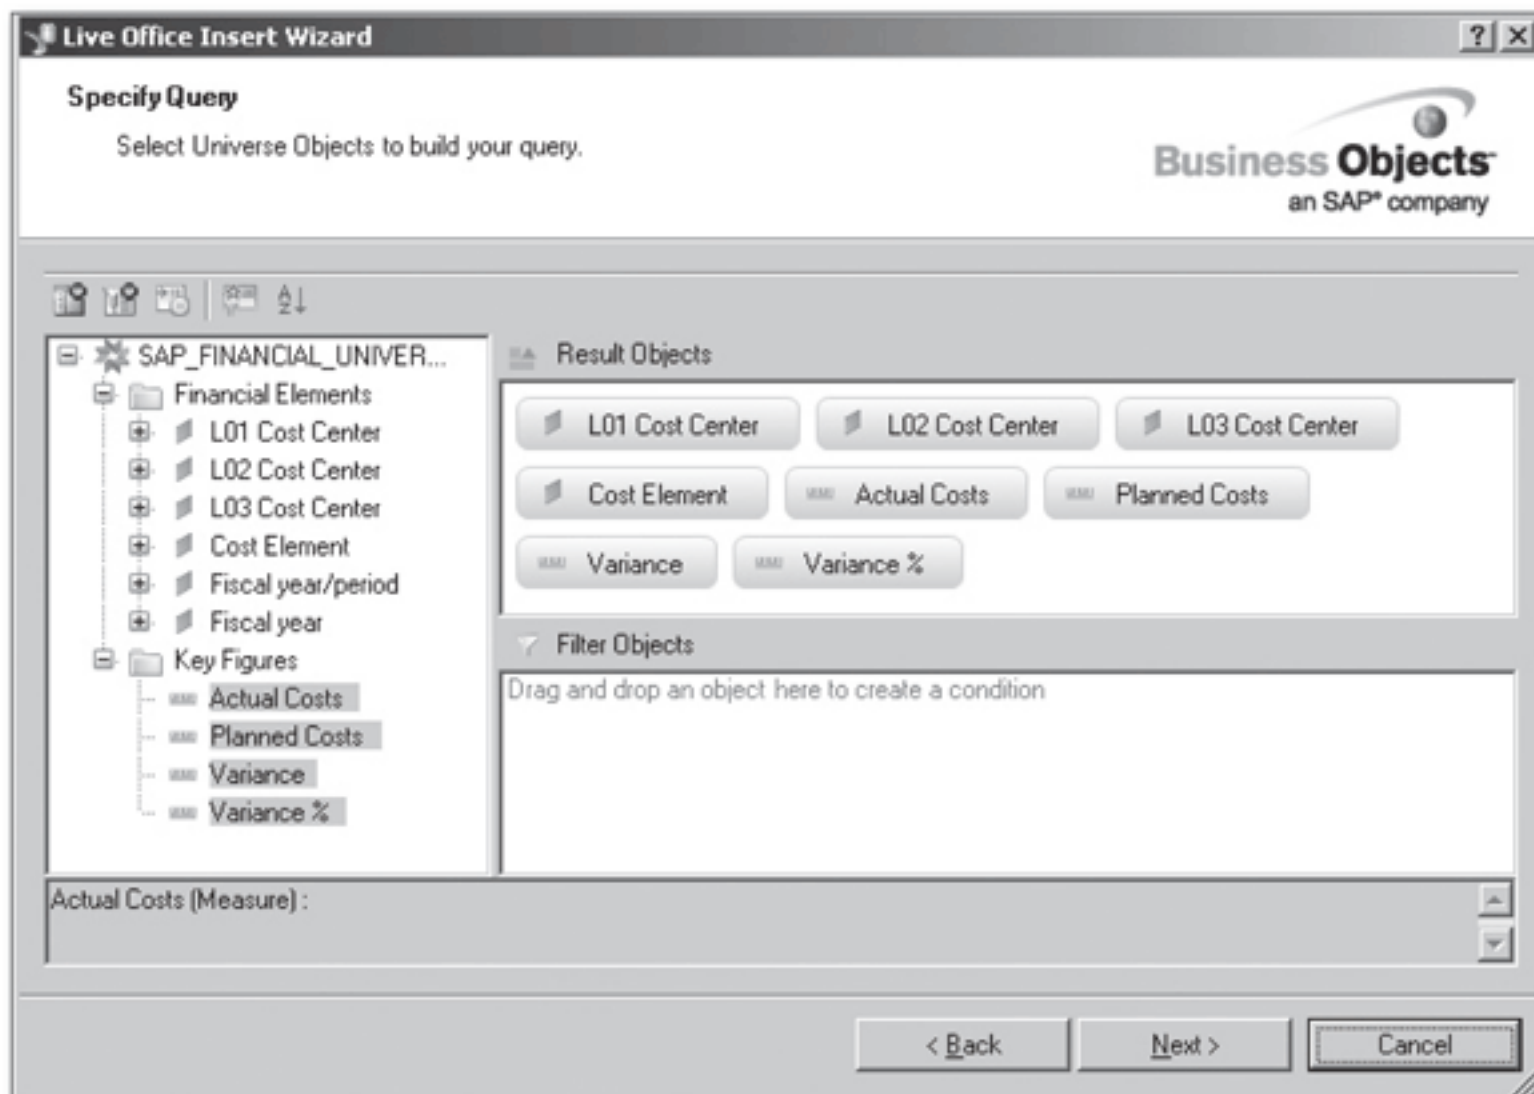 Live Office Insert Wizard
Specify Query
Select Universe Objects to build your query.
Business Objects™
an SAP® company
SAP_FINANCIAL_UNIVER...
Financial Elements
L01 Cost Center
L02 Cost Center
L03 Cost Center
Cost Element
Fiscal year/period
Fiscal year
Key Figures
Actual Costs
Planned Costs
Variance
Variance %
Result Objects
L01 Cost Center L02 Cost Center L03 Cost Center
Cost Element Actual Costs Planned Costs
Variance Variance %
Filter Objects
Drag and drop an object here to create a condition
Actual Costs (Measure) :
< Back Next > Cancel